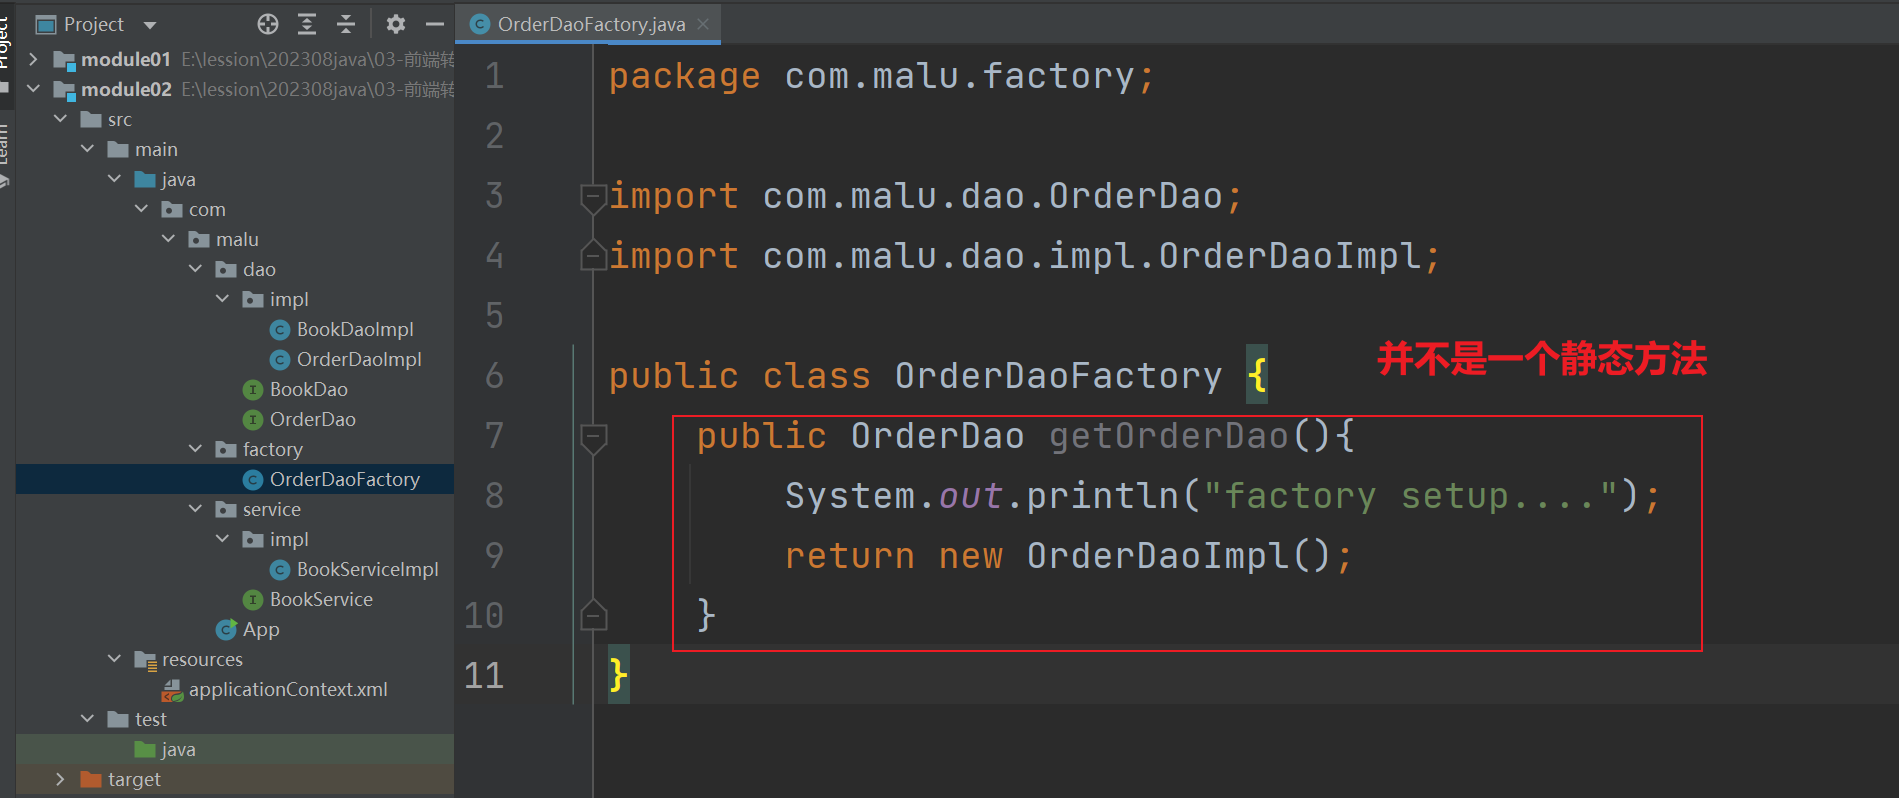 Project
OrderDaoFactory.java
Project
Learn
module01 E:\lession\202308java\03-前端转
module02 E:\lession\202308java\03-前端转
src
main
java
com
malu
dao
impl
BookDaoImpl
OrderDaoImpl
BookDao
OrderDao
factory
OrderDaoFactory
service
impl
BookServiceImpl
BookService
App
resources
applicationContext.xml
test
java
target
1 package com.malu.factory;
2
3 import com.malu.dao.OrderDao;
4 import com.malu.dao.impl.OrderDaoImpl;
5
6 public class OrderDaoFactory {
并不是一个静态方法
7 public OrderDao getOrderDao(){
8 System.out.println("factory setup....");
9 return new OrderDaoImpl();
10 }
11 }